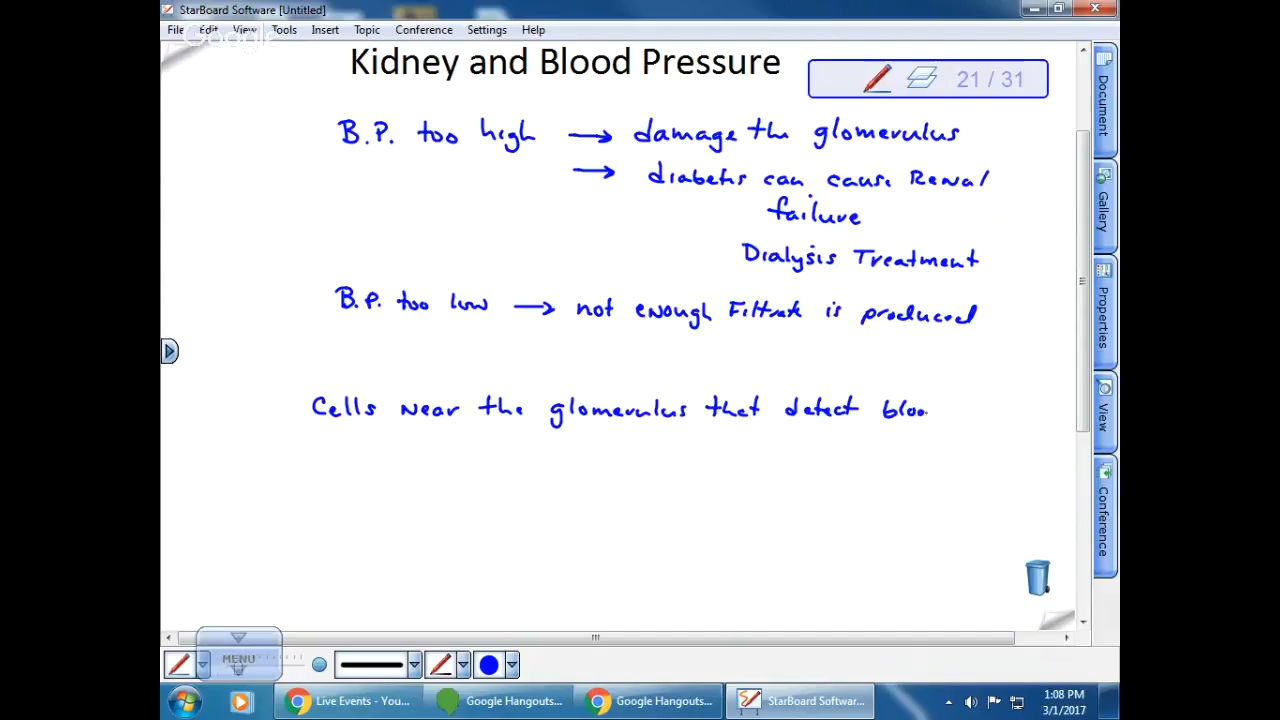 StarBoard Software [Untitled]
File Edit View Tools Insert Topic Conference Settings Help
Google
Kidney and Blood Pressure
21 / 31
B.P. too high → damage the glomerulus
→ diabetes can cause Renal
failure
Dialysis Treatment
B.P. too low → not enough Filtrate is produced
Cells near the glomerulus that detect bloo
Document
Gallery
Properties
View
Conference
MENU
Live Events - You...
Google Hangouts...
Google Hangouts...
StarBoard Softwar...
1:08 PM
3/1/2017